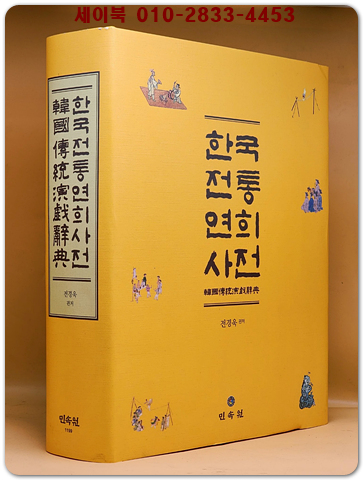 세이북 010-2833-4453
한국전통연희사전
韓國傳統演戱辭典
전경욱
편저
민속원
한국
전통
연희
사전
韓國傳統演戱辭典
전경욱 편저
민속원